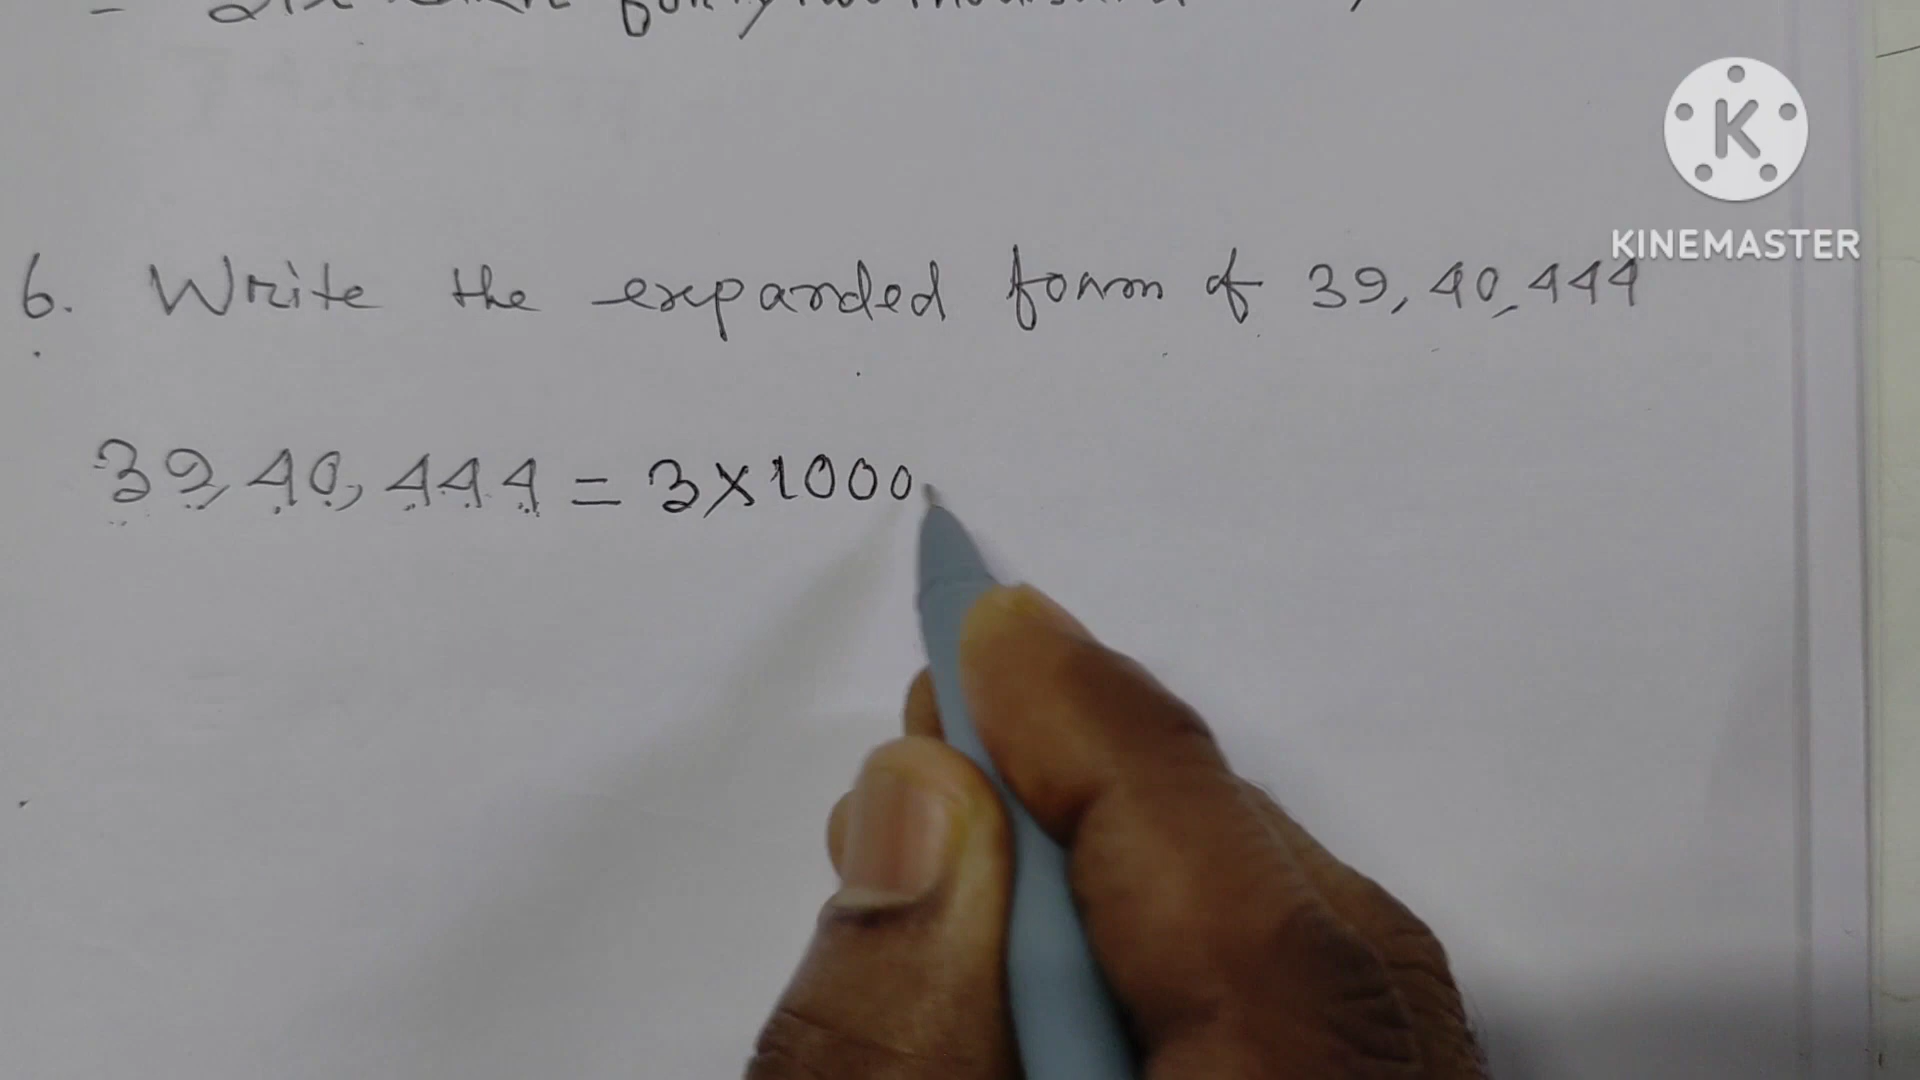 K
KINEMASTER
6. Write the expanded form of 39,40,444
39,40,444 = 3×1000